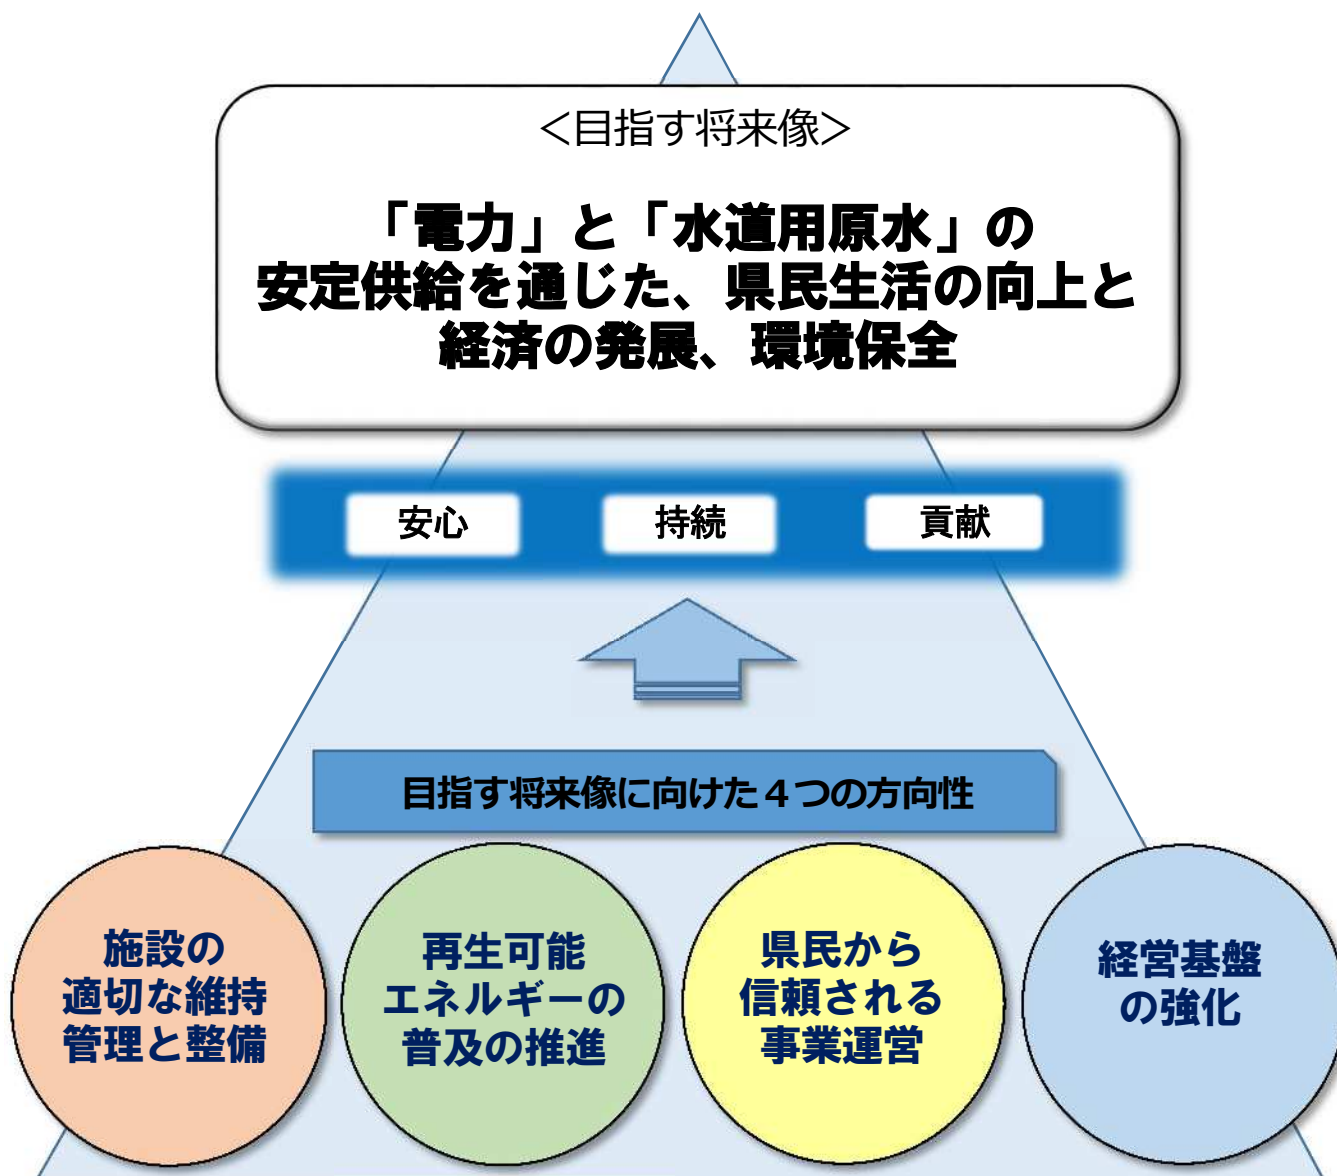 ＜目指す将来像＞
「電力」と「水道用原水」の
安定供給を通じた、県民生活の向上と
経済の発展、環境保全
安心
持続
貢献
目指す将来像に向けた４つの方向性
施設の
適切な維持
管理と整備
再生可能
エネルギーの
普及の推進
県民から
信頼される
事業運営
経営基盤
の強化